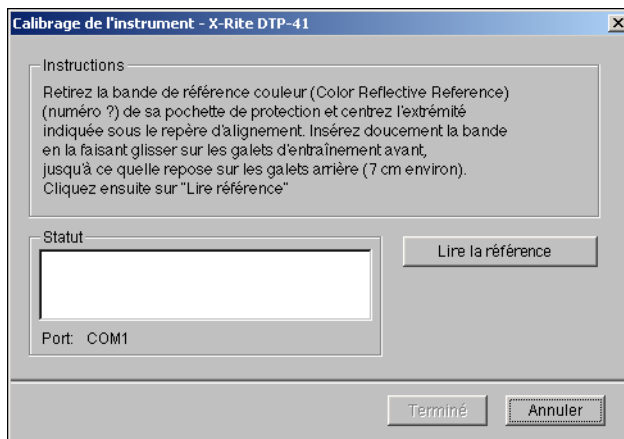 Calibrage de l'instrument - X-Rite DTP-41
Instructions
Retirez la bande de référence couleur (Color Reflective Reference)
(numéro ?) de sa pochette de protection et centrez l'extrémité
indiquée sous le repère d'alignement. Insérez doucement la bande
en la faisant glisser sur les galets d'entraînement avant,
jusqu'à ce quelle repose sur les galets arrière (7 cm environ).
Cliquez ensuite sur "Lire référence"
Statut
Lire la référence
Port: COM1
Terminé
Annuler